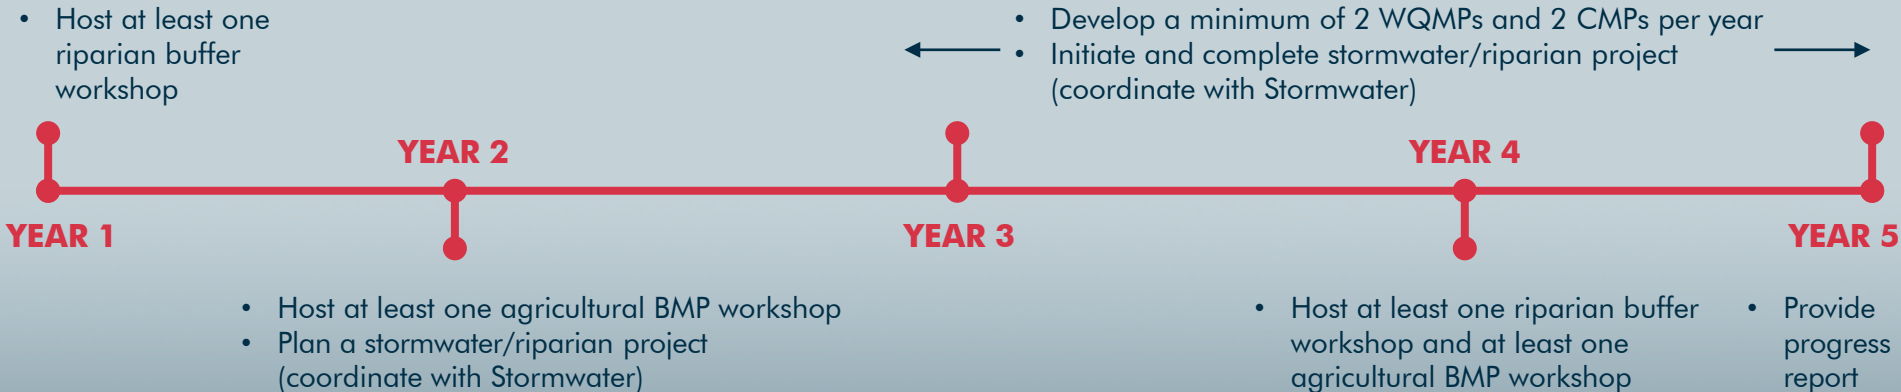 • Host at least one
riparian buffer
workshop
• Develop a minimum of 2 WQMPs and 2 CMPs per year
• Initiate and complete stormwater/riparian project
(coordinate with Stormwater)
YEAR 1
YEAR 2
YEAR 3
YEAR 4
YEAR 5
• Host at least one agricultural BMP workshop
• Plan a stormwater/riparian project
(coordinate with Stormwater)
• Host at least one riparian buffer
workshop and at least one
agricultural BMP workshop
• Provide
progress
report